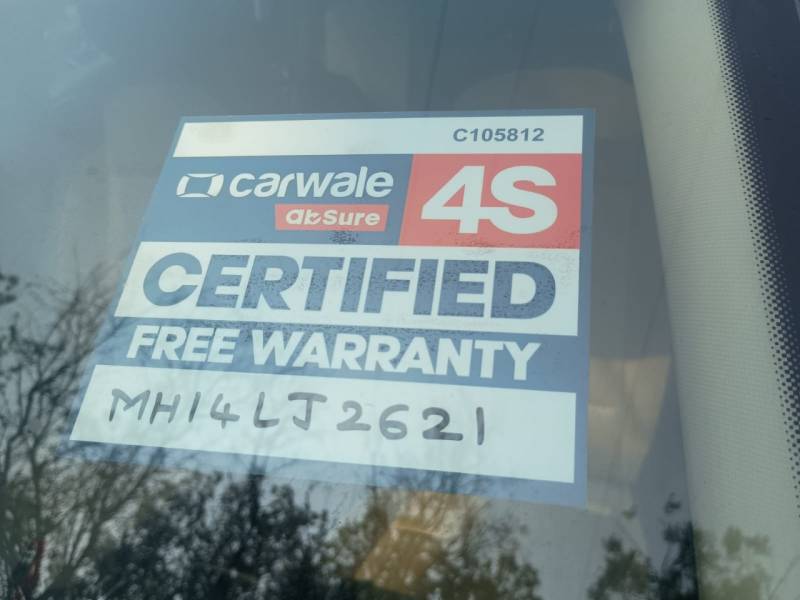 C105812
carwale
abSure
4S
CERTIFIED
FREE WARRANTY
MH14LJ2621